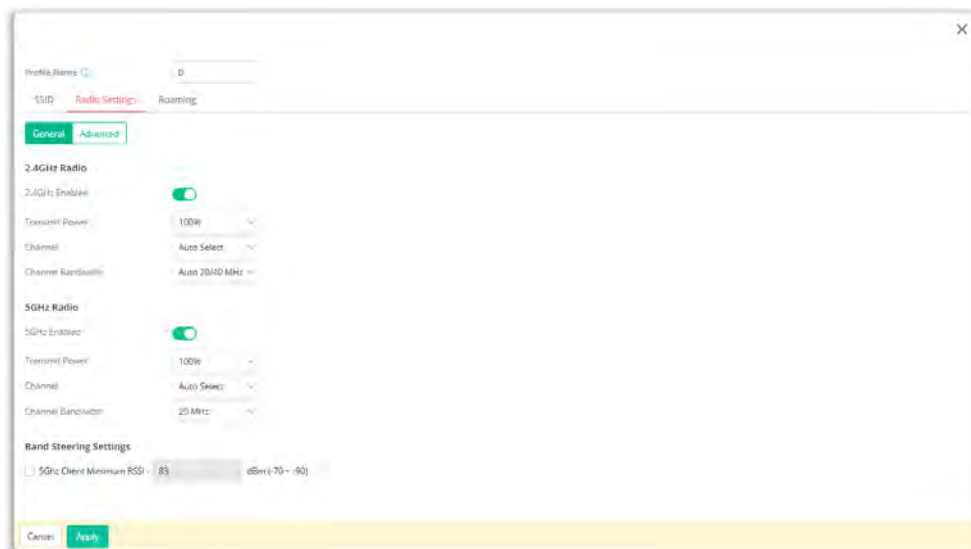 Profile Name
0
SSID Radio Settings Roaming
General Advanced
2.4GHz Radio
2.4GHz Enabled
Transmit Power 100%
Channel Auto Select
Channel Bandwidth Auto 20/40 MHz
5GHz Radio
5GHz Enabled
Transmit Power 100%
Channel Auto Select
Channel Bandwidth 20 MHz
Band Steering Settings
5GHz Client Minimum RSSI - 83 dBm (-70 ~ -90)
Cancel Apply